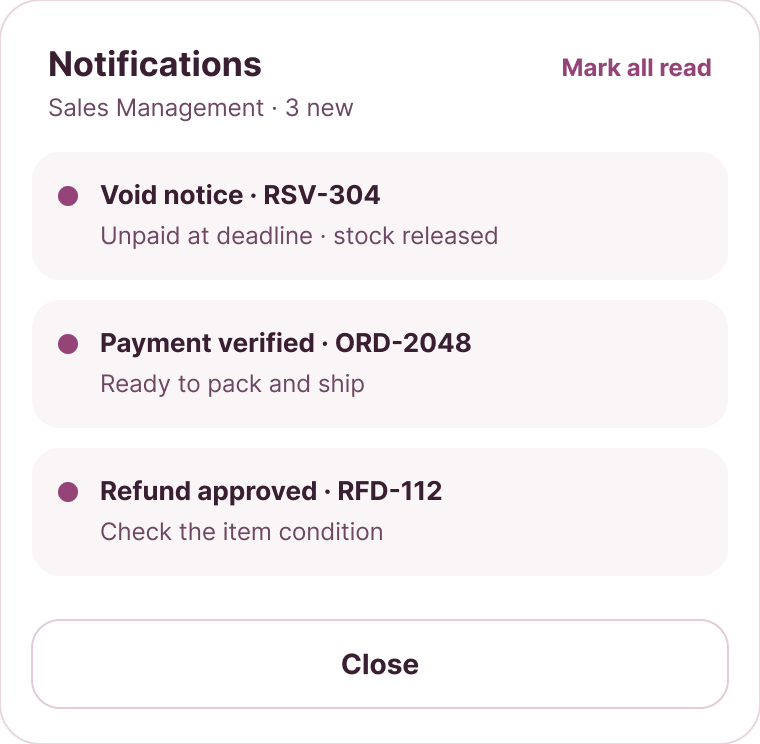 Notifications
Mark all read
Sales Management · 3 new
Void notice · RSV-304
Unpaid at deadline · stock released
Payment verified · ORD-2048
Ready to pack and ship
Refund approved · RFD-112
Check the item condition
Close